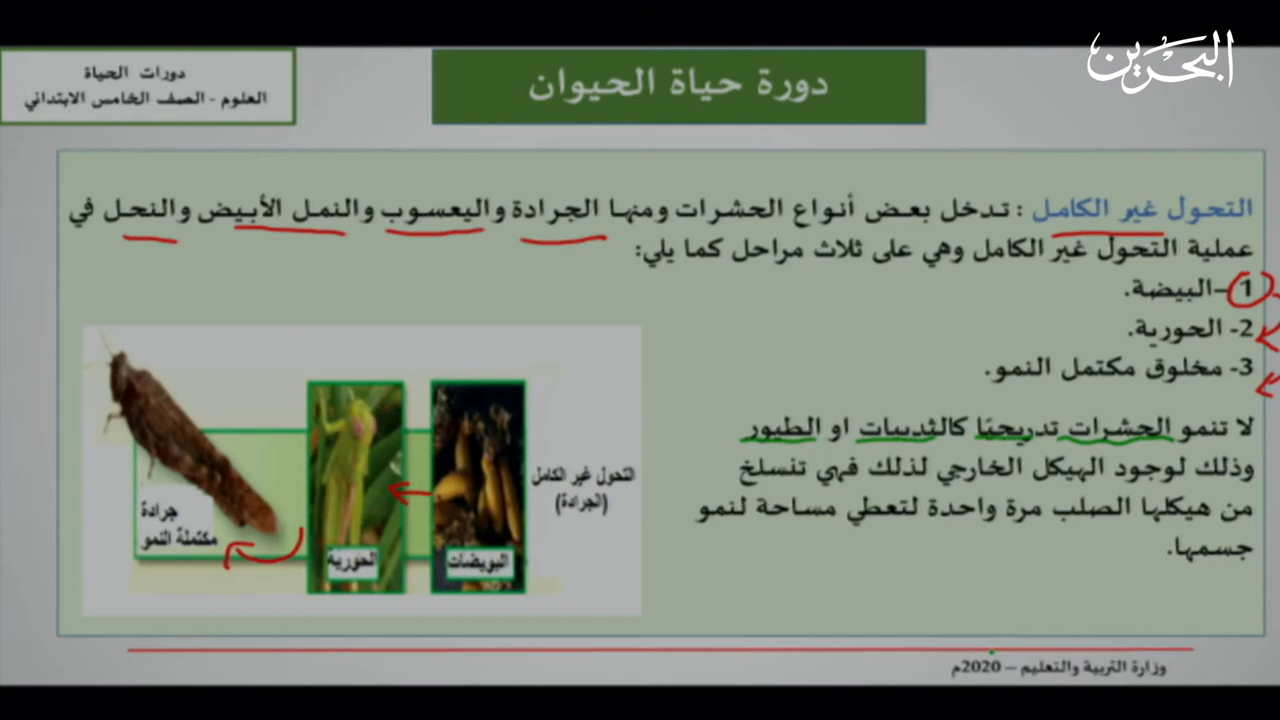 البحرين
دورات الحياة
العلوم - الصف الخامس الابتدائي
دورة حياة الحيوان
التحول غير الكامل : تدخل بعض أنواع الحشرات ومنها الجرادة واليعسوب والنمل الأبيض والنحل في
عملية التحول غير الكامل وهي على ثلاث مراحل كما يلي:
1 -البيضة.
2- الحورية.
3- مخلوق مكتمل النمو.
لا تنمو الحشرات تدريجيًا كالثدييات او الطيور
وذلك لوجود الهيكل الخارجي لذلك فهي تنسلخ
من هيكلها الصلب مرة واحدة لتعطي مساحة لنمو
جسمها.
التحول غير الكامل
(الجرادة)
البويضات
الحورية
جرادة
مكتملة النمو
وزارة التربية والتعليم – 2020م